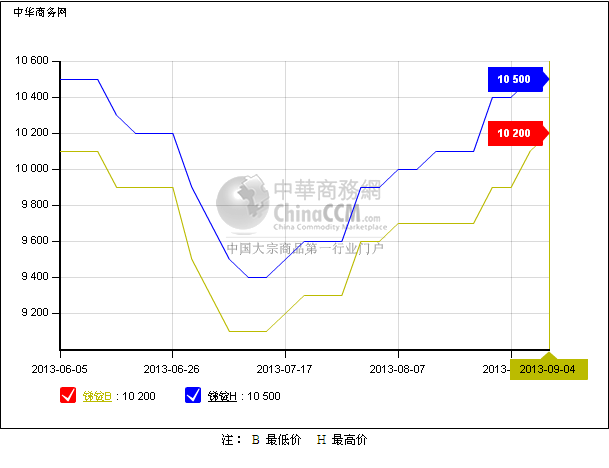 中华商务网
10 600
10 400
10 200
10 000
9 800
9 600
9 400
9 200
10 500
10 200
中華商務網
ChinaCCM.com
China Commodity Marketplace
中国大宗商品第一行业门户
2013-06-05
2013-06-26
2013-07-17
2013-08-07
2013-
2013-09-04
锑锭B : 10 200
锑锭H : 10 500
注： B 最低价 H 最高价